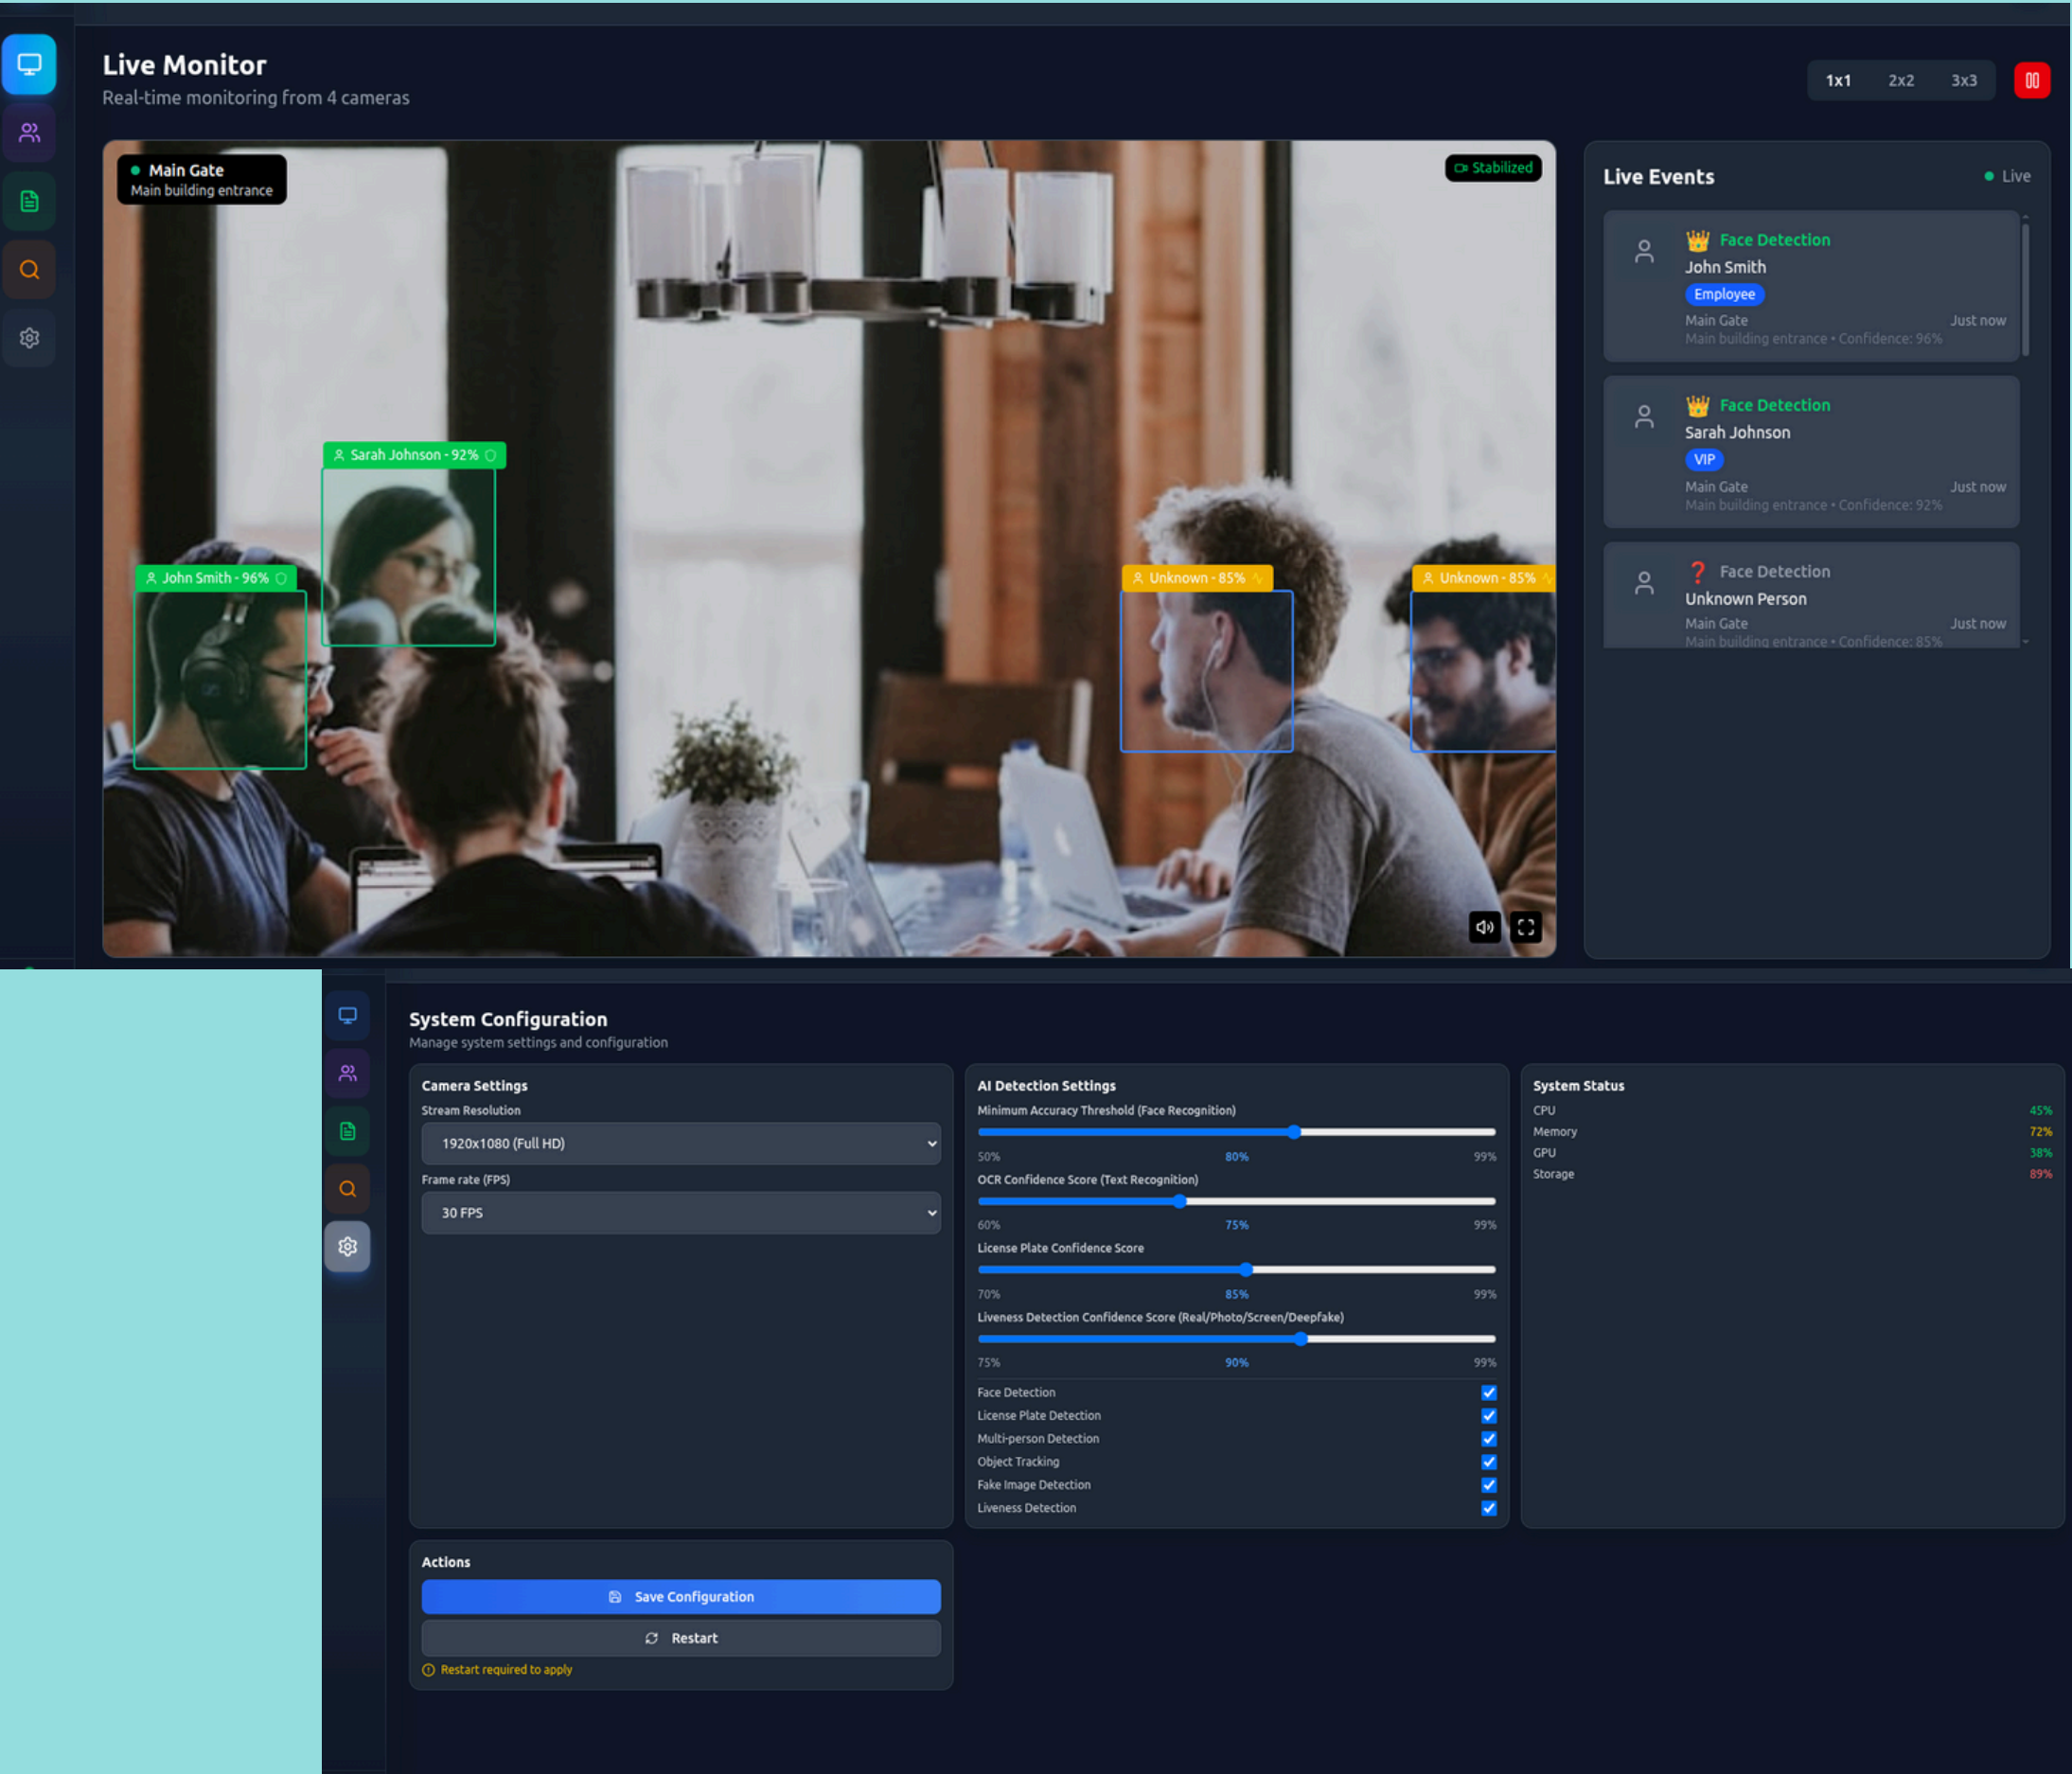 Live Monitor
Real-time monitoring from 4 cameras
1x1 2x2 3x3
Main Gate
Main building entrance
Stabilized
Sarah Johnson - 92%
John Smith - 96%
Unknown - 85%
Unknown - 85%
Live Events
Live
Face Detection
John Smith
Employee
Main Gate Just now
Main building entrance • Confidence: 96%
Face Detection
Sarah Johnson
VIP
Main Gate Just now
Main building entrance • Confidence: 92%
❓ Face Detection
Unknown Person
Main Gate Just now
Main building entrance • Confidence: 85%
System Configuration
Manage system settings and configuration
Camera Settings
Stream Resolution
1920x1080 (Full HD)
Frame rate (FPS)
30 FPS
AI Detection Settings
Minimum Accuracy Threshold (Face Recognition)
50% 80% 99%
OCR Confidence Score (Text Recognition)
60% 75% 99%
License Plate Confidence Score
70% 85% 99%
Liveness Detection Confidence Score (Real/Photo/Screen/Deepfake)
75% 90% 99%
Face Detection
License Plate Detection
Multi-person Detection
Object Tracking
Fake Image Detection
Liveness Detection
System Status
CPU 45%
Memory 72%
GPU 38%
Storage 89%
Actions
Save Configuration
Restart
Restart required to apply